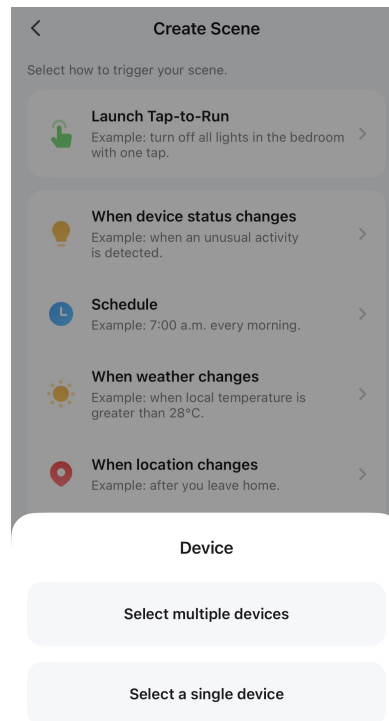 Create Scene
Select how to trigger your scene.
Launch Tap-to-Run
Example: turn off all lights in the bedroom
with one tap.
When device status changes
Example: when an unusual activity
is detected.
Schedule
Example: 7:00 a.m. every morning.
When weather changes
Example: when local temperature is
greater than 28°C.
When location changes
Example: after you leave home.
Device
Select multiple devices
Select a single device